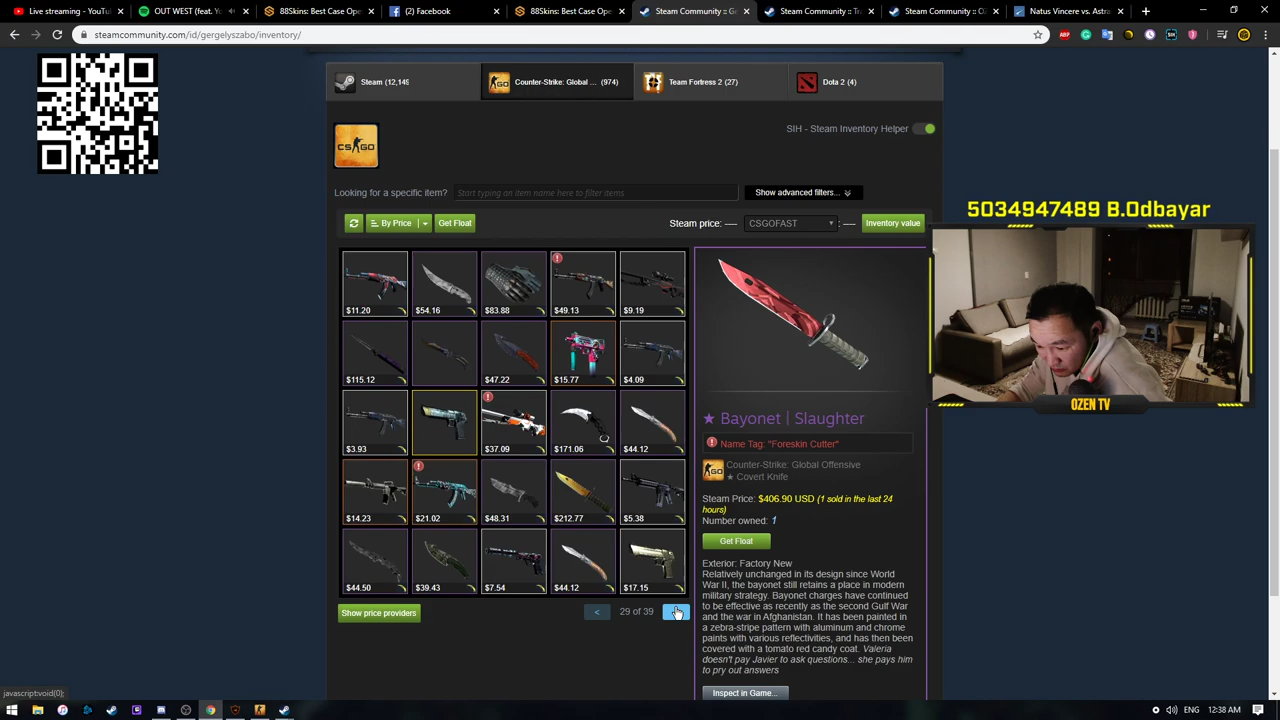 Live streaming - You
OUT WEST (feat. Yo
88Skins: Best Case Ope
Facebook
88Skins: Best Case Ope
Steam Community :: Ge
Steam Community :: Tra
Steam Community :: OZ
Natus Vincere vs. Astra
steamcommunity.com/id/gergelyszabo/inventory/
Steam (12,149
Counter-Strike: Global ... (974)
Team Fortress 2 (27)
Dota 2 (4)
CS GO
SIH - Steam Inventory Helper
Looking for a specific item?
Start typing an item name here to filter items
Show advanced filters...
By Price
Get Float
Steam price: —
CSGOFAST
: —
Inventory value
5034947489 B.Odbayar
$11.20
$54.16
$83.88
$49.13
$9.19
$115.12
$47.22
$15.77
$4.09
$3.93
$37.09
$171.06
$44.12
$14.23
$21.02
$48.31
$212.77
$5.38
$44.50
$39.43
$7.54
$44.12
$17.15
Show price providers
<
29 of 39
★ Bayonet | Slaughter
Name Tag: "Foreskin Cutter"
Counter-Strike: Global Offensive
★ Covert Knife
Steam Price: $406.90 USD (1 sold in the last 24
hours)
Number owned: 1
Get Float
Exterior: Factory New
Relatively unchanged in its design since World
War II, the bayonet still retains a place in modern
military strategy. Bayonet charges have continued
to be effective as recently as the second Gulf War
and the war in Afghanistan. It has been painted in
a zebra-stripe pattern with aluminum and chrome
paints with various reflectivities, and has then been
covered with a tomato red candy coat. Valeria
doesn't pay Javier to ask questions... she pays him
to pry out answers
Inspect in Game...
OZEN TV
javascript:void(0);
ENG
12:38 AM